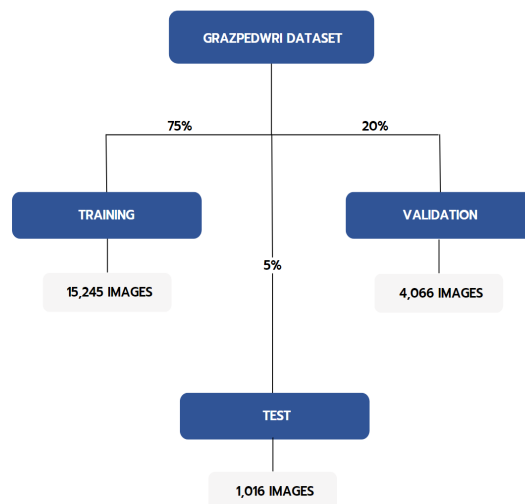 GRAZPEDWRI DATASET
75%
20%
TRAINING
VALIDATION
5%
15,245 IMAGES
4,066 IMAGES
TEST
1,016 IMAGES